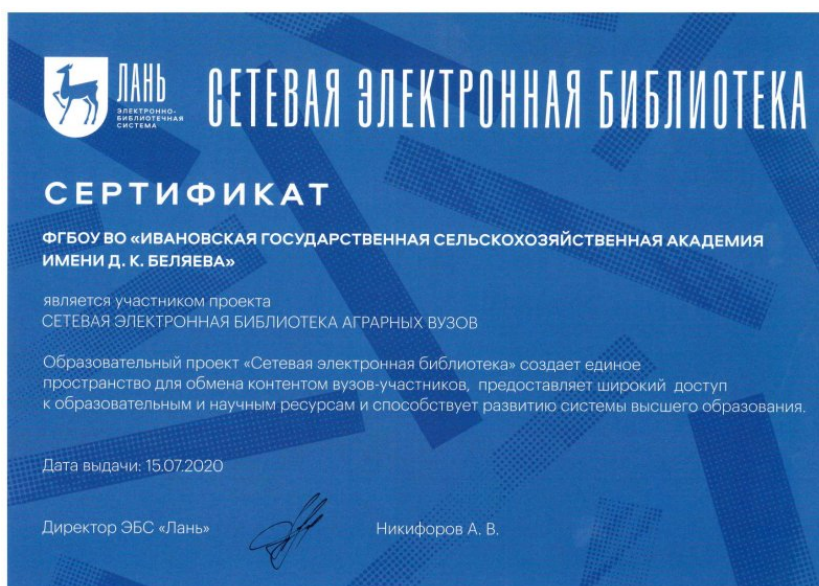 ЛАНЬ
ЭЛЕКТРОННО-
БИБЛИОТЕЧНАЯ
СИСТЕМА
СЕТЕВАЯ ЭЛЕКТРОННАЯ БИБЛИОТЕКА
СЕРТИФИКАТ
ФГБОУ ВО «ИВАНОВСКАЯ ГОСУДАРСТВЕННАЯ СЕЛЬСКОХОЗЯЙСТВЕННАЯ АКАДЕМИЯ
ИМЕНИ Д. К. БЕЛЯЕВА»
является участником проекта
СЕТЕВАЯ ЭЛЕКТРОННАЯ БИБЛИОТЕКА АГРАРНЫХ ВУЗОВ
Образовательный проект «Сетевая электронная библиотека» создает единое
пространство для обмена контентом вузов-участников, предоставляет широкий доступ
к образовательным и научным ресурсам и способствует развитию системы высшего образования.
Дата выдачи: 15.07.2020
Директор ЭБС «Лань» Никифоров А. В.